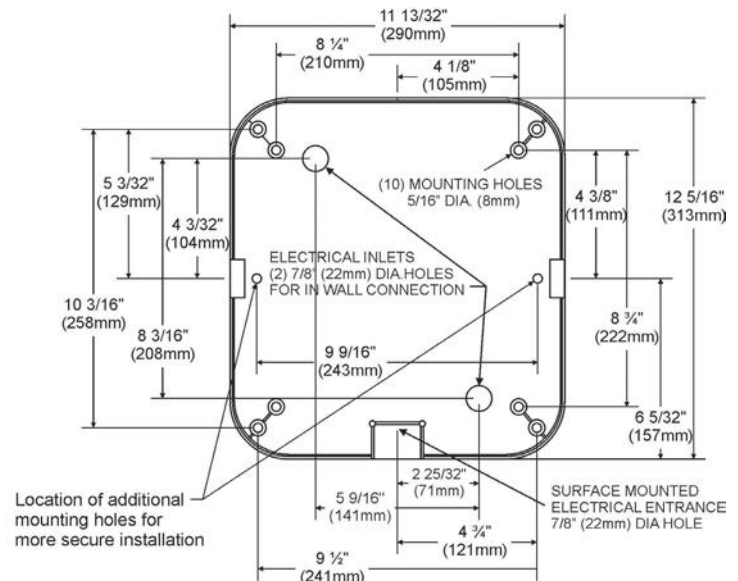 11 13/32"
(290mm)
8 ¼"
(210mm)
4 1/8"
(105mm)
5 3/32"
(129mm)
4 3/32"
(104mm)
(10) MOUNTING HOLES
5/16" DIA. (8mm)
4 3/8"
(111mm)
12 5/16"
(313mm)
ELECTRICAL INLETS
(2) 7/8" (22mm) DIA.HOLES
FOR IN WALL CONNECTION
10 3/16"
(258mm)
8 3/16"
(208mm)
8 ¾"
(222mm)
9 9/16"
(243mm)
6 5/32"
(157mm)
Location of additional
mounting holes for
more secure installation
2 25/32"
(71mm)
5 9/16"
(141mm)
SURFACE MOUNTED
ELECTRICAL ENTRANCE
7/8" (22mm) DIA HOLE
4 ¾"
(121mm)
9 ½"
(241mm)